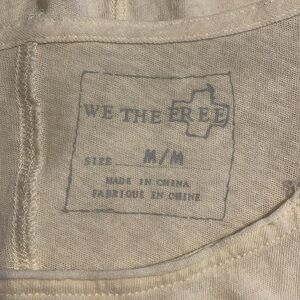 WE THE FREE
SIZE M/M
MADE IN CHINA
FABRIQUE EN CHINE